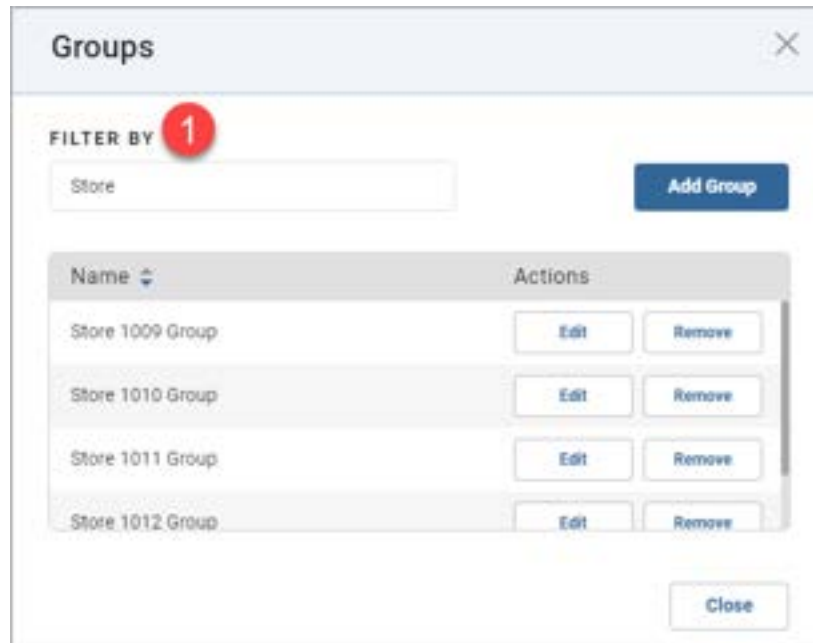 Groups
FILTER BY 1
Store
Add Group
Name Actions
Store 1009 Group Edit Remove
Store 1010 Group Edit Remove
Store 1011 Group Edit Remove
Store 1012 Group Edit Remove
Close